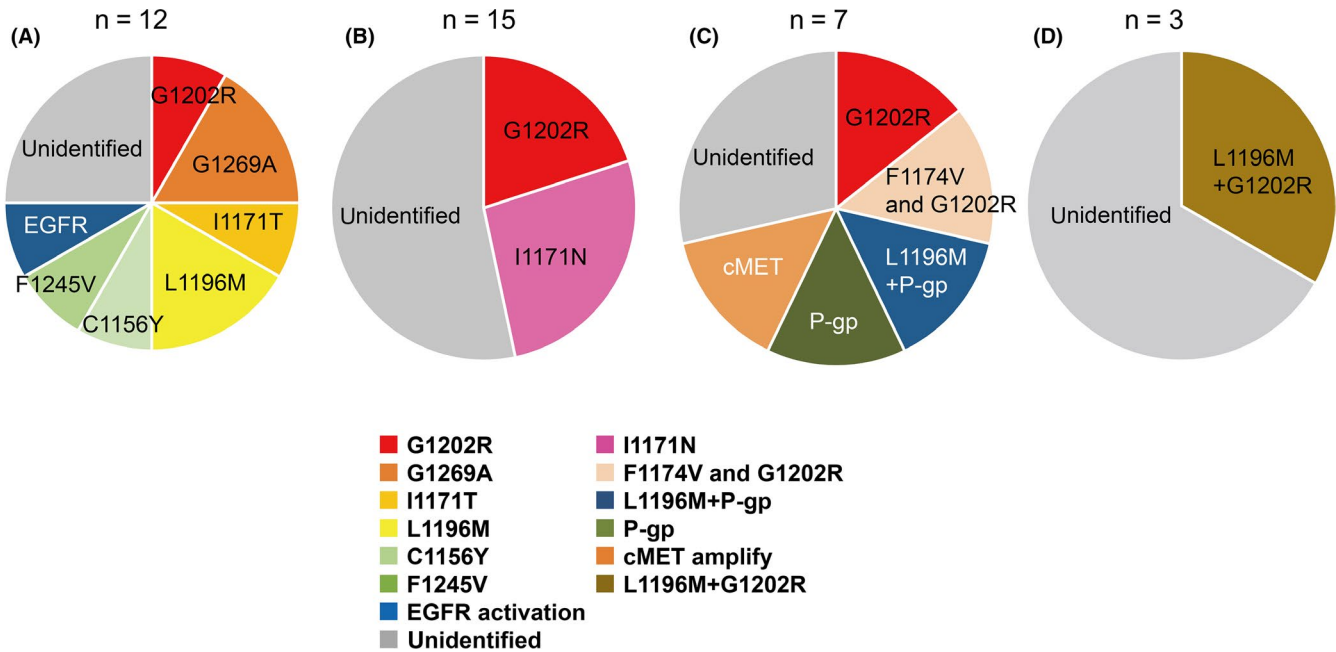 (A)
n = 12
G1202R
G1269A
I1171T
L1196M
C1156Y
F1245V
EGFR
Unidentified
(B)
n = 15
G1202R
I1171N
Unidentified
(C)
n = 7
G1202R
F1174V
and G1202R
L1196M
+P-gp
P-gp
cMET
Unidentified
(D)
n = 3
L1196M
+G1202R
Unidentified
G1202R
G1269A
I1171T
L1196M
C1156Y
F1245V
EGFR activation
Unidentified
I1171N
F1174V and G1202R
L1196M+P-gp
P-gp
cMET amplify
L1196M+G1202R